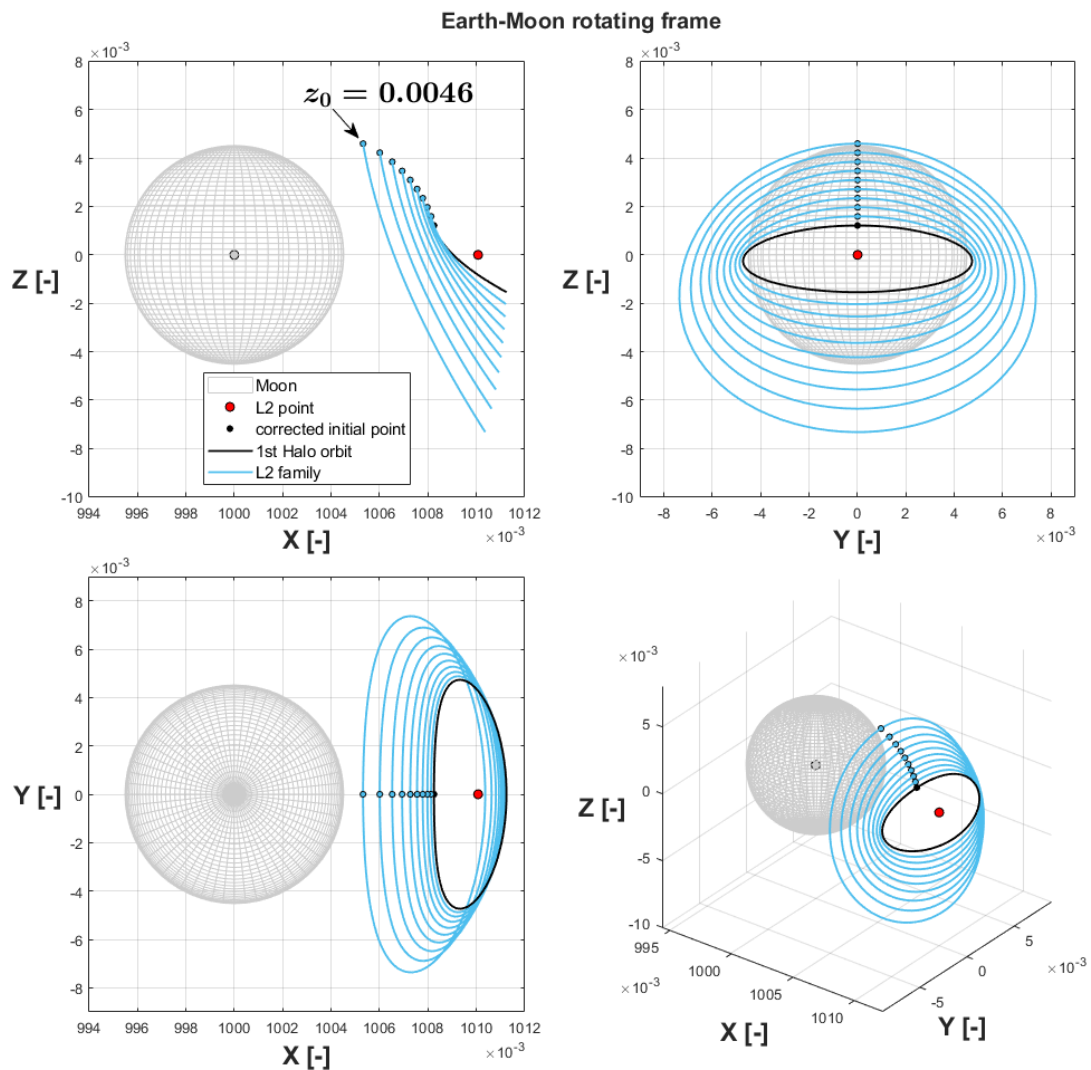 Earth-Moon rotating frame
×10⁻³
8
6
4
2
0
-2
-4
-6
-8
-10
Z [-]
z₀ = 0.0046
Moon
L2 point
corrected initial point
1st Halo orbit
L2 family
994 996 998 1000 1002 1004 1006 1008 1010 1012
X [-]
×10⁻³
×10⁻³
8
6
4
2
0
-2
-4
-6
-8
-10
Z [-]
-8 -6 -4 -2 0 2 4 6 8
Y [-]
×10⁻³
×10⁻³
8
6
4
2
0
-2
-4
-6
-8
Y [-]
994 996 998 1000 1002 1004 1006 1008 1010 1012
X [-]
×10⁻³
×10⁻³
5
0
-5
-10
Z [-]
995
1000
1005
1010
×10⁻³
X [-]
-5
0
5
×10⁻³
Y [-]